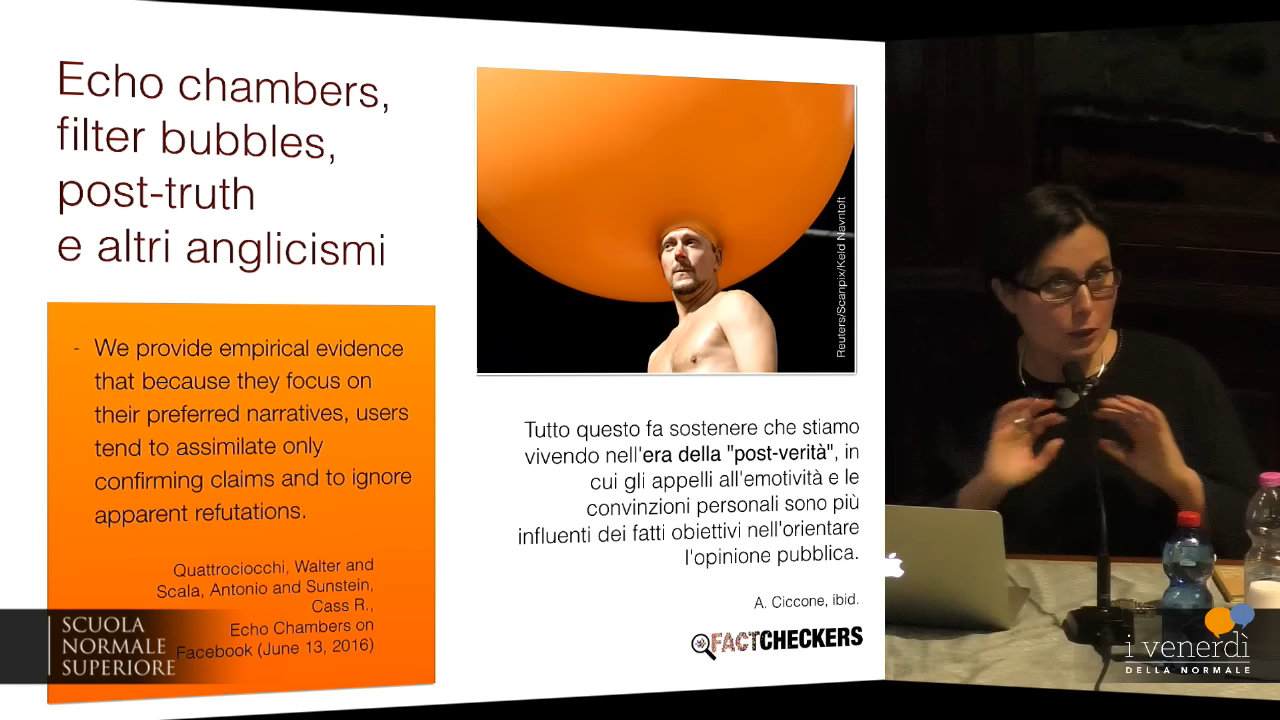 Echo chambers,
filter bubbles,
post-truth
e altri anglicismi
- We provide empirical evidence
that because they focus on
their preferred narratives, users
tend to assimilate only
confirming claims and to ignore
apparent refutations.
Quattrociocchi, Walter and
Scala, Antonio and Sunstein,
Cass R.,
Echo Chambers on
Facebook (June 13, 2016)
Reuters/Scanpix/Keld Navntoft
Tutto questo fa sostenere che stiamo
vivendo nell'era della "post-verità", in
cui gli appelli all'emotività e le
convinzioni personali sono più
influenti dei fatti obiettivi nell'orientare
l'opinione pubblica.
A. Ciccone, ibid.
FACTCHECKERS
SCUOLA
NORMALE
SUPERIORE
i venerdì
DELLA NORMALE